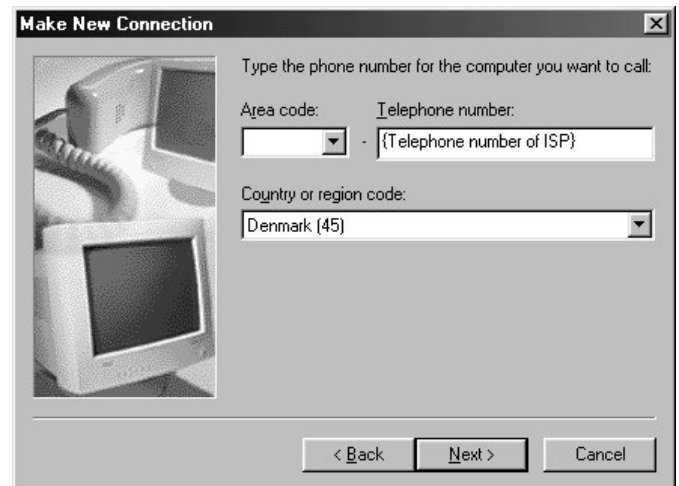 Make New Connection
Type the phone number for the computer you want to call:
Area code: Telephone number:
- {Telephone number of ISP}
Country or region code:
Denmark (45)
< Back Next > Cancel